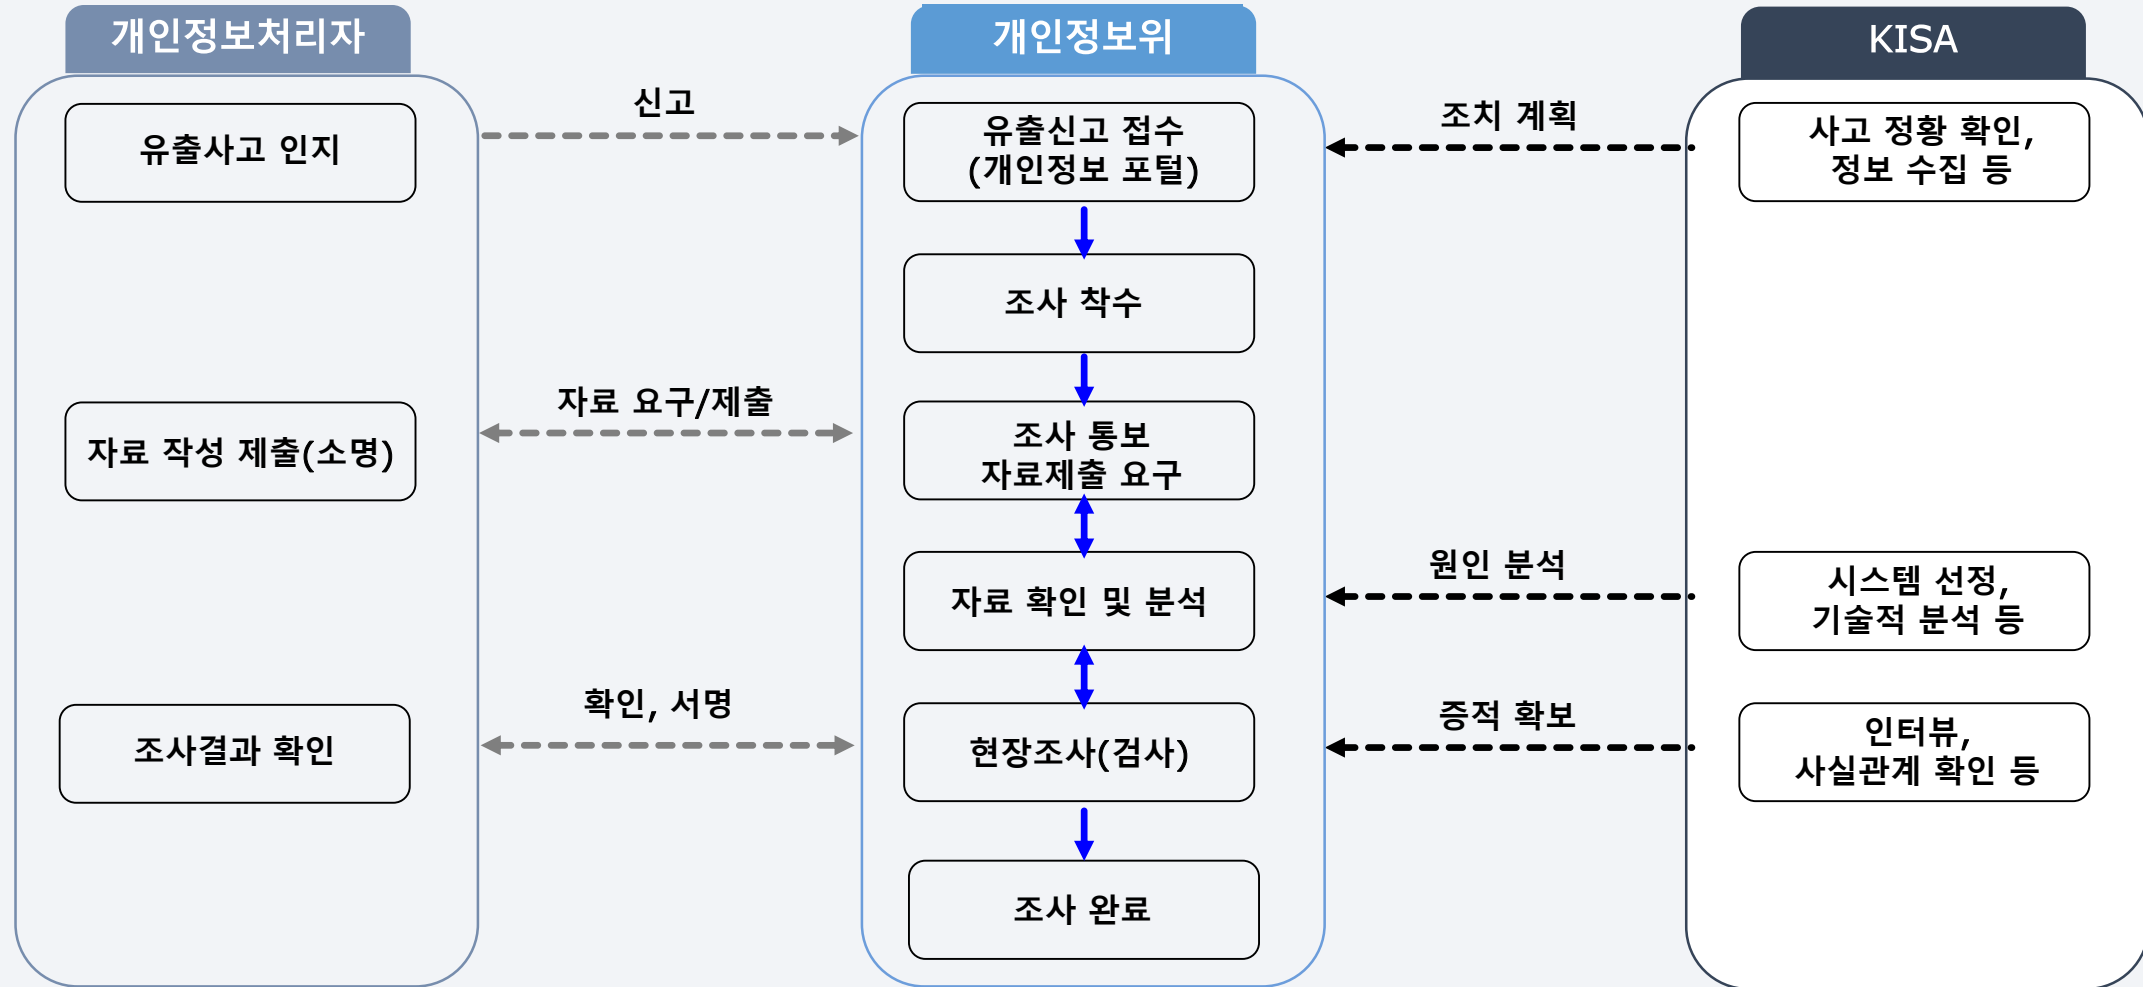 개인정보처리자
개인정보위
KISA
신고
조치 계획
유출사고 인지
유출신고 접수
(개인정보 포털)
사고 정황 확인,
정보 수집 등
조사 착수
자료 요구/제출
자료 작성 제출(소명)
조사 통보
자료제출 요구
원인 분석
자료 확인 및 분석
시스템 선정,
기술적 분석 등
확인, 서명
증적 확보
조사결과 확인
현장조사(검사)
인터뷰,
사실관계 확인 등
조사 완료